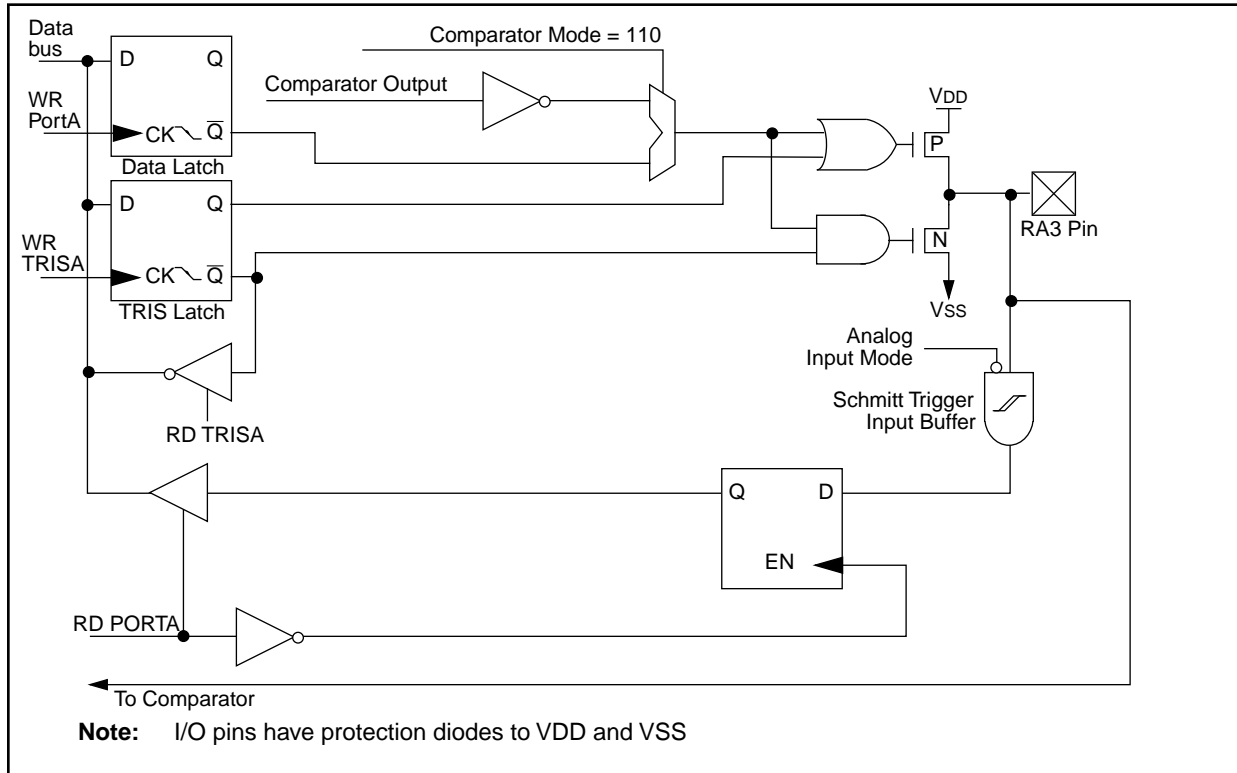 Data
bus
D
Q
WR
PortA
CK
Q
Data Latch
Comparator Mode = 110
Comparator Output
VDD
P
D
Q
WR
TRISA
CK
Q
TRIS Latch
N
VSS
RA3 Pin
Analog
Input Mode
Schmitt Trigger
Input Buffer
RD TRISA
Q
D
EN
RD PORTA
To Comparator
Note: I/O pins have protection diodes to VDD and VSS